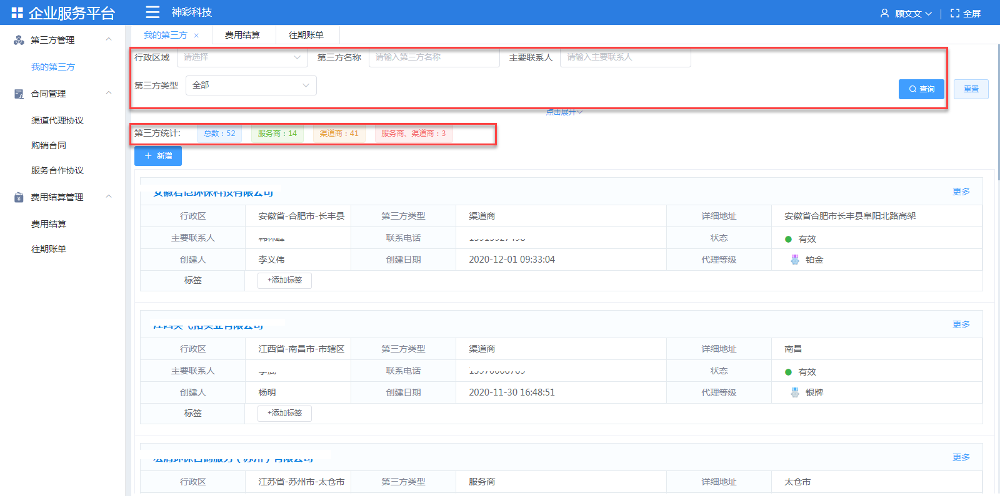 企业服务平台 神彩科技 顾文文 全屏
第三方管理
我的第三方
合同管理
渠道代理协议
购销合同
服务合作协议
费用结算管理
费用结算
往期账单
我的第三方 × 费用结算 往期账单
行政区域 请选择 第三方名称 请输入第三方名称 主要联系人 请输入主要联系人
第三方类型 全部 查询 重置
点击展开
第三方统计: 总数：52 服务商：14 渠道商：41 服务商、渠道商：3
+ 新增
更多
行政区 安徽省-合肥市-长丰县 第三方类型 渠道商 详细地址 安徽省合肥市长丰县阜阳北路高架
主要联系人 联系电话 状态 有效
创建人 李义伟 创建日期 2020-12-01 09:33:04 代理等级 铂金
标签 +添加标签
更多
行政区 江西省-南昌市-市辖区 第三方类型 渠道商 详细地址 南昌
主要联系人 联系电话 状态 有效
创建人 杨明 创建日期 2020-11-30 16:48:51 代理等级 银牌
标签 +添加标签
更多
行政区 江苏省-苏州市-太仓市 第三方类型 服务商 详细地址 太仓市